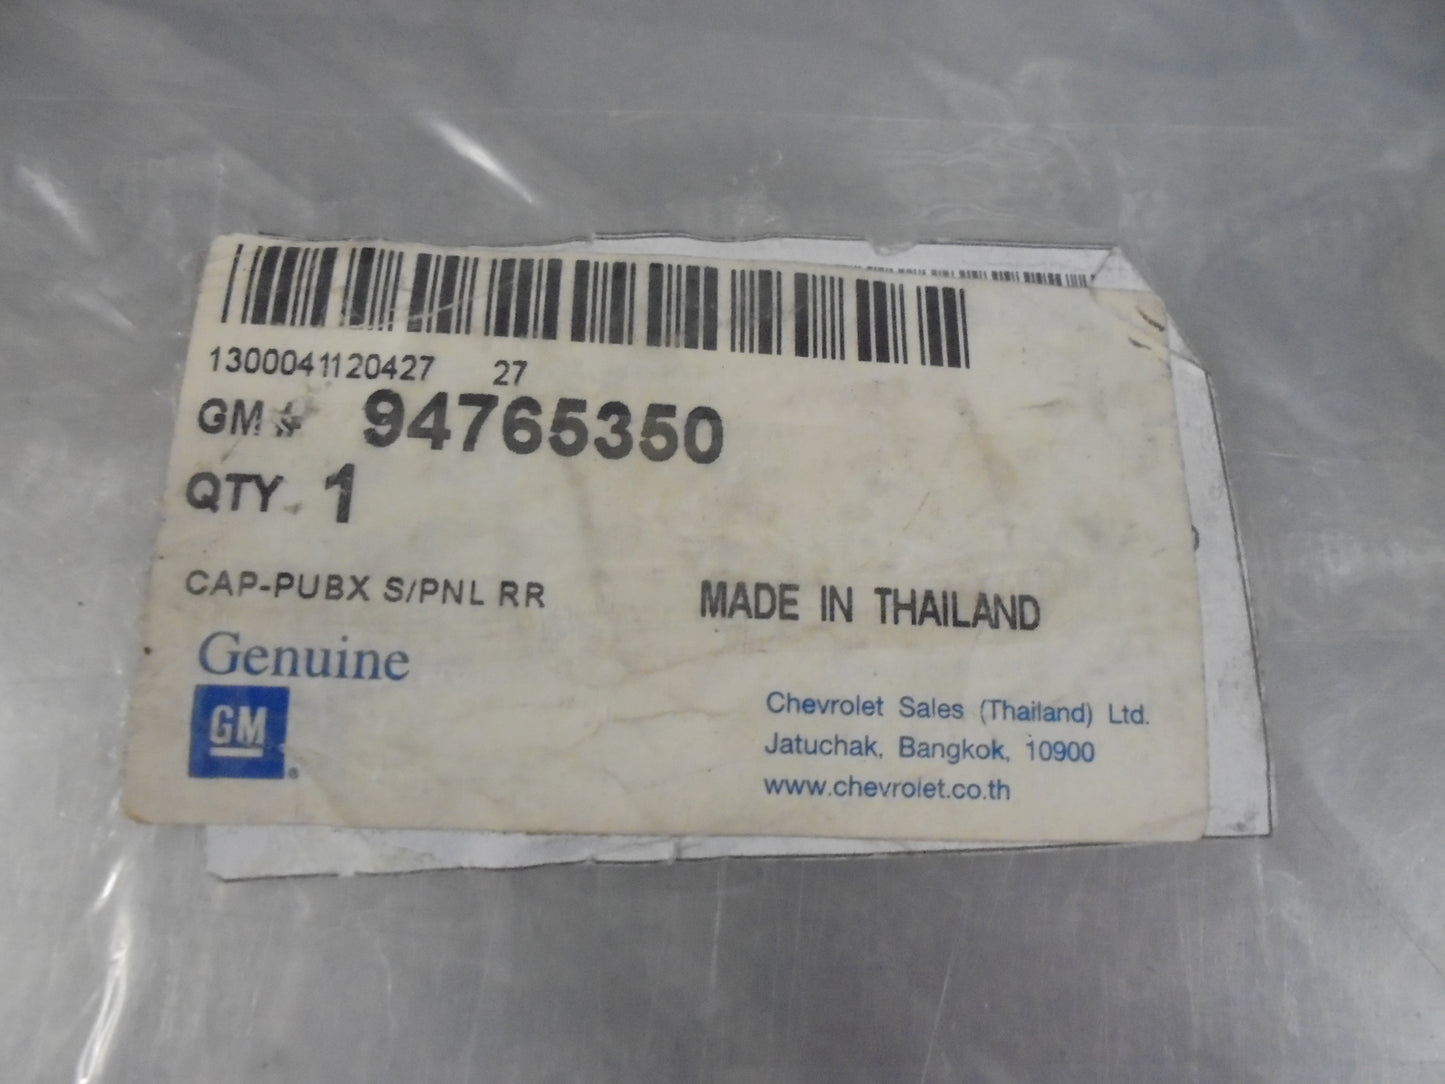 1300041120427 27
GM # 94765350
QTY. 1
CAP-PUBX S/PNL RR
MADE IN THAILAND
Genuine
GM
Chevrolet Sales (Thailand) Ltd.
Jatuchak, Bangkok, 10900
www.chevrolet.co.th